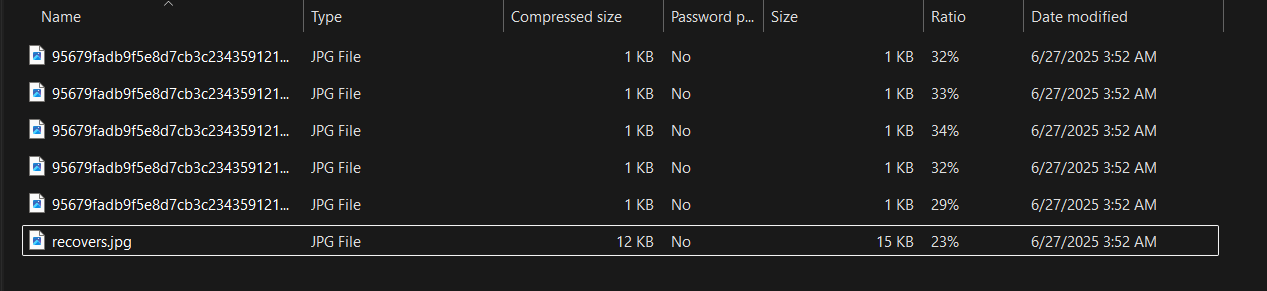 Name Type Compressed size Password p... Size Ratio Date modified
95679fadb9f5e8d7cb3c234359121... JPG File 1 KB No 1 KB 32% 6/27/2025 3:52 AM
95679fadb9f5e8d7cb3c234359121... JPG File 1 KB No 1 KB 33% 6/27/2025 3:52 AM
95679fadb9f5e8d7cb3c234359121... JPG File 1 KB No 1 KB 34% 6/27/2025 3:52 AM
95679fadb9f5e8d7cb3c234359121... JPG File 1 KB No 1 KB 32% 6/27/2025 3:52 AM
95679fadb9f5e8d7cb3c234359121... JPG File 1 KB No 1 KB 29% 6/27/2025 3:52 AM
recovers.jpg JPG File 12 KB No 15 KB 23% 6/27/2025 3:52 AM